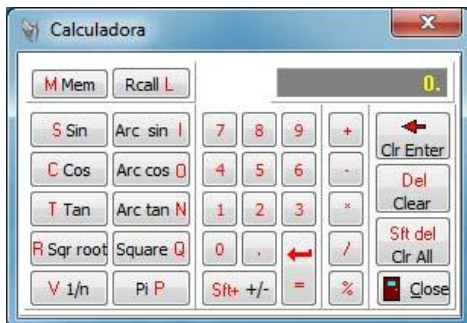 Calculadora
M Mem Rcall L 0.
S Sin Arc sin I 7 8 9 + Clr Enter
C Cos Arc cos O 4 5 6 - Del Clear
T Tan Arc tan N 1 2 3 * Sft del Clr All
R Sqr root Square Q 0 . /
V 1/n Pi P Sft+ +/- = % Close